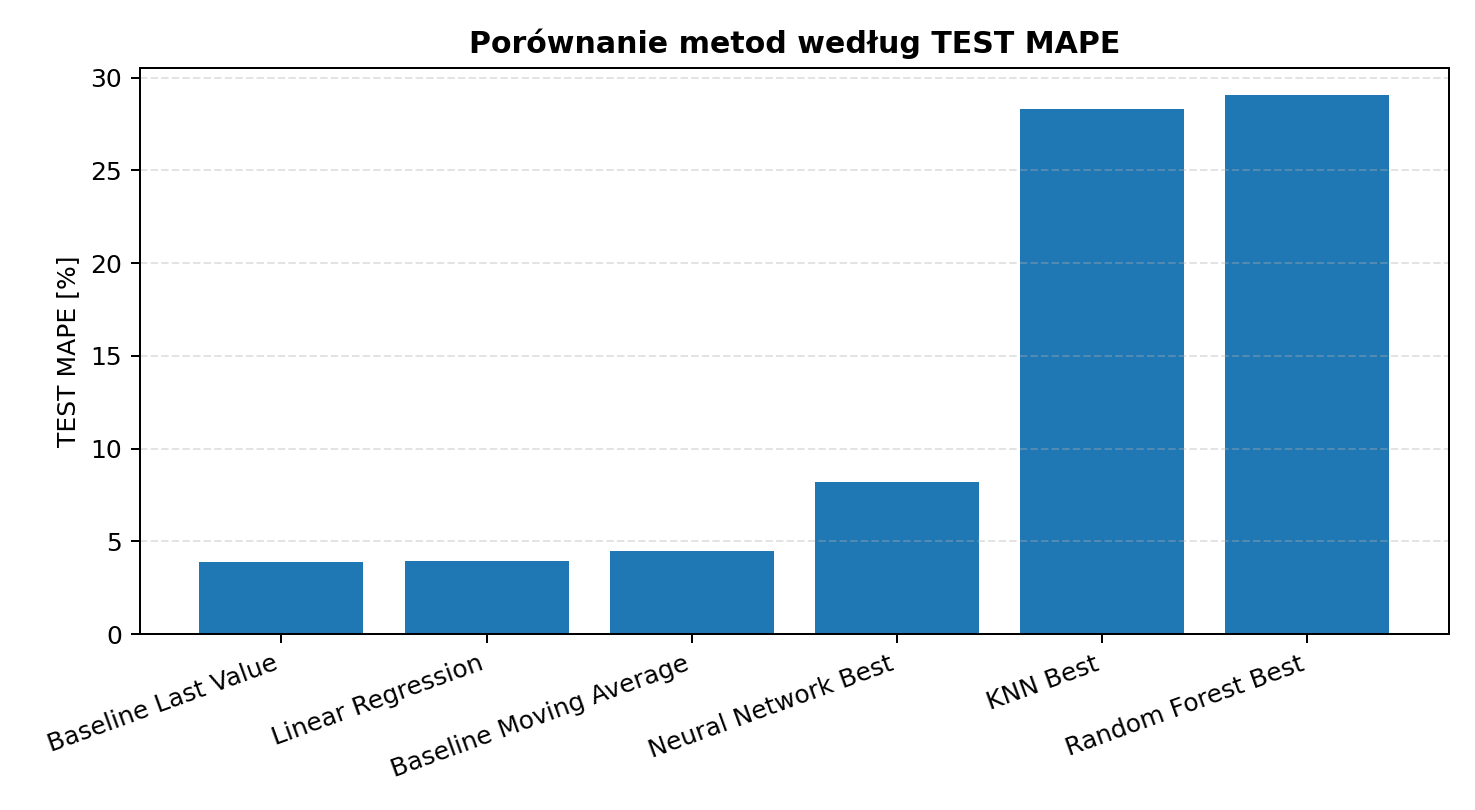 Porównanie metod według TEST MAPE
TEST MAPE [%]
30
25
20
15
10
5
0
Baseline Last Value
Linear Regression
Baseline Moving Average
Neural Network Best
KNN Best
Random Forest Best